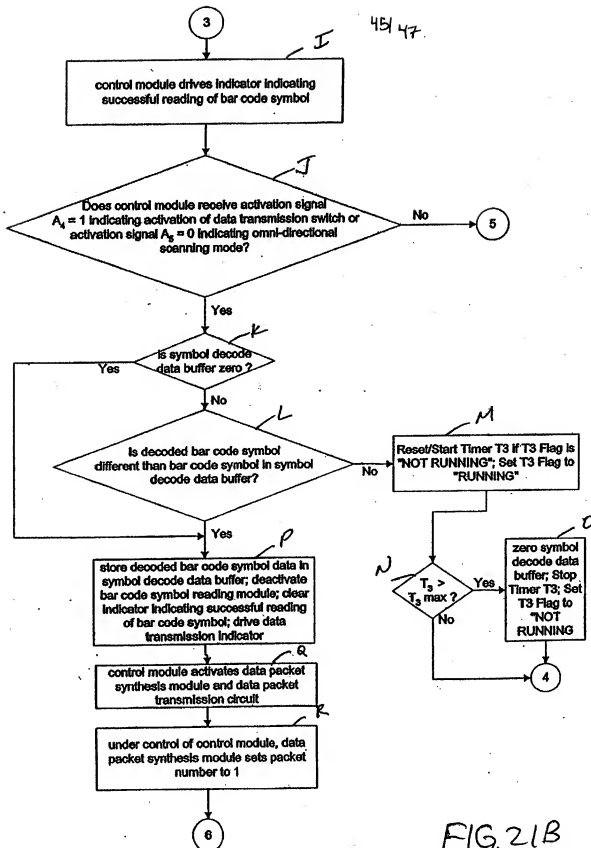 3
I
45/47.
control module drives indicator indicating
successful reading of bar code symbol
J
Does control module receive activation signal
A4 = 1 indicating activation of data transmission switch or
activation signal A5 = 0 indicating omni-directional
scanning mode?
No
5
Yes
K
Is symbol decode
data buffer zero ?
Yes
No
L
Is decoded bar code symbol
different than bar code symbol in symbol
decode data buffer?
No
M
Reset/Start Timer T3 if T3 Flag is
"NOT RUNNING"; Set T3 Flag to
"RUNNING"
Yes
P
store decoded bar code symbol data in
symbol decode data buffer; deactivate
bar code symbol reading module; clear
indicator indicating successful reading
of bar code symbol; drive data
transmission indicator
N
T3 >
T3 max ?
Yes
No
O
zero symbol
decode data
buffer; Stop
Timer T3; Set
T3 Flag to
"NOT
RUNNING
4
Q
control module activates data packet
synthesis module and data packet
transmission circuit
R
under control of control module, data
packet synthesis module sets packet
number to 1
6
FIG. 21B